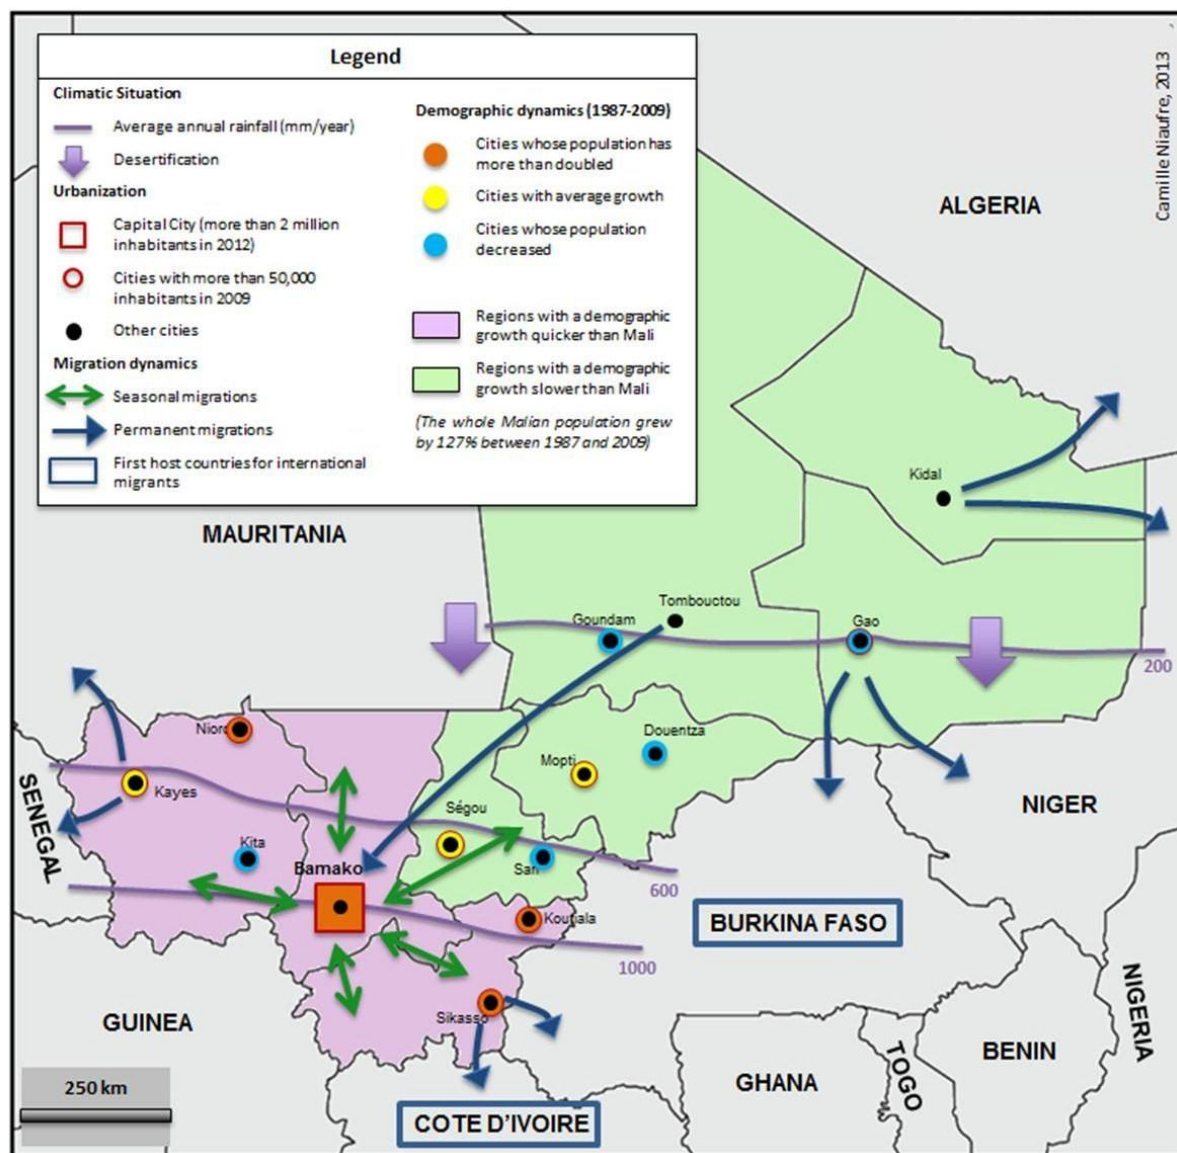 Legend
Climatic Situation
Average annual rainfall (mm/year)
Desertification
Urbanization
Capital City (more than 2 million
inhabitants in 2012)
Cities with more than 50,000
inhabitants in 2009
Other cities
Migration dynamics
Seasonal migrations
Permanent migrations
First host countries for international
migrants
Demographic dynamics (1987-2009)
Cities whose population has
more than doubled
Cities with average growth
Cities whose population
decreased
Regions with a demographic
growth quicker than Mali
Regions with a demographic
growth slower than Mali
(The whole Malian population grew
by 127% between 1987 and 2009)
Camille Niaufre, 2013
ALGERIA
Kidal
MAURITANIA
Tombouctou
Goundam
Gao
200
Nioro
Douentza
Mopti
Kayes
SENEGAL
Ségou
NIGER
Kita
San
Bamako
600
Koutiala
BURKINA FASO
1000
Sikasso
GUINEA
NIGERIA
BENIN
TOGO
GHANA
250 km
COTE D'IVOIRE